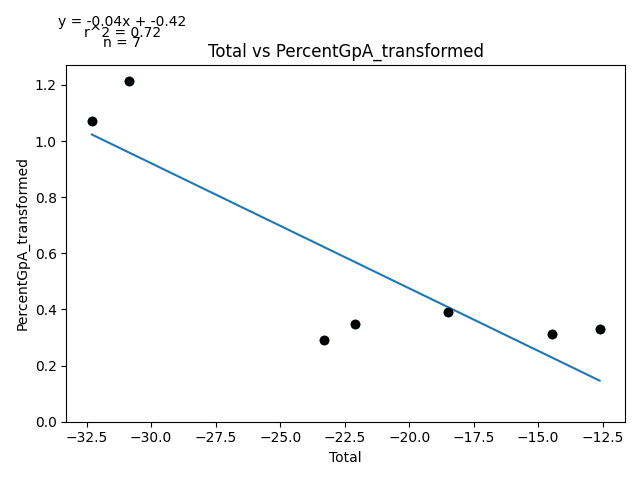 y = -0.04x + -0.42
r^2 = 0.72
n = 7
Total vs PercentGpA_transformed
PercentGpA_transformed
1.2
1.0
0.8
0.6
0.4
0.2
0.0
−32.5 −30.0 −27.5 −25.0 −22.5 −20.0 −17.5 −15.0 −12.5
Total